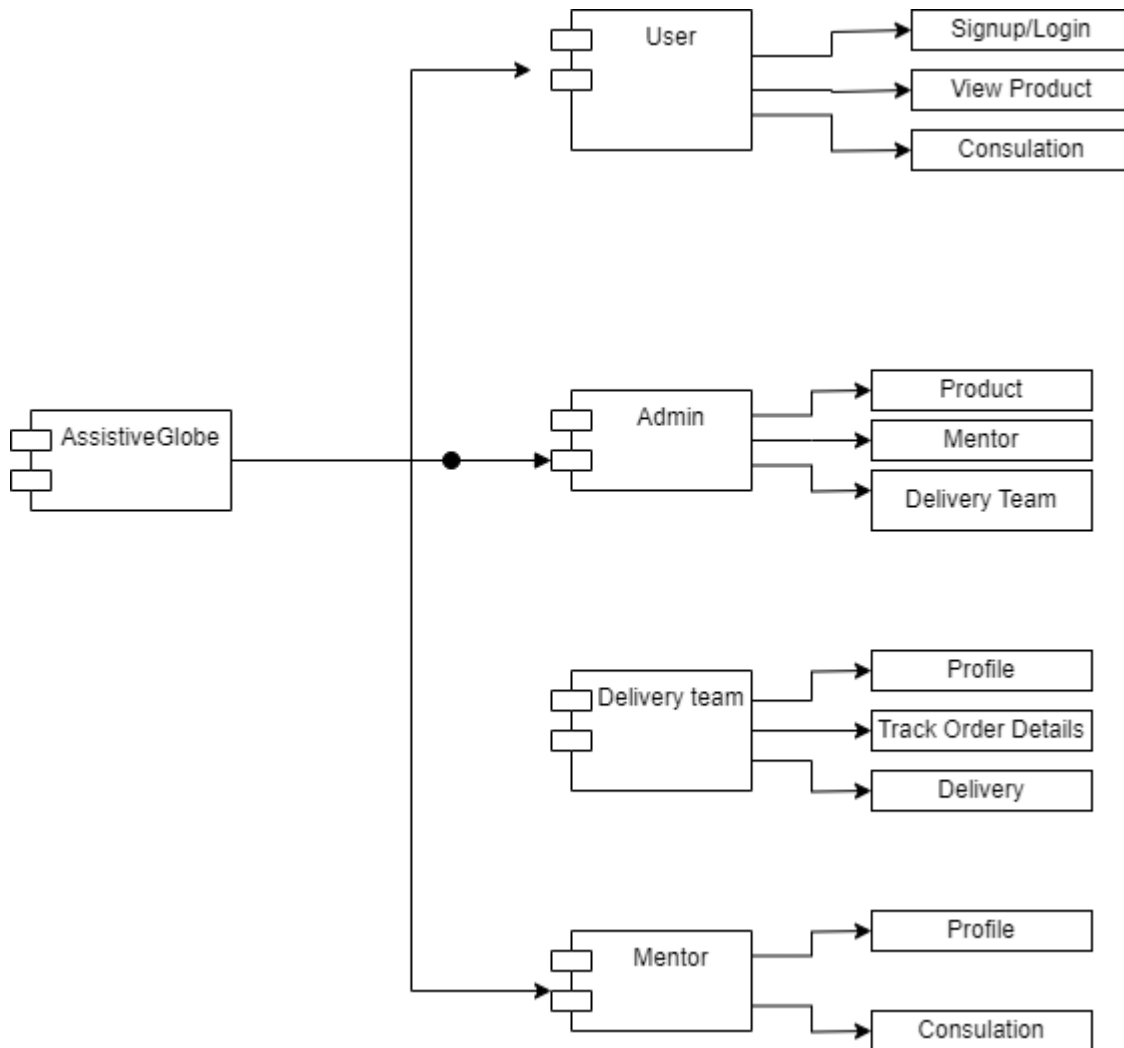 User
Signup/Login
View Product
Consulation
AssistiveGlobe
Admin
Product
Mentor
Delivery Team
Delivery team
Profile
Track Order Details
Delivery
Mentor
Profile
Consulation